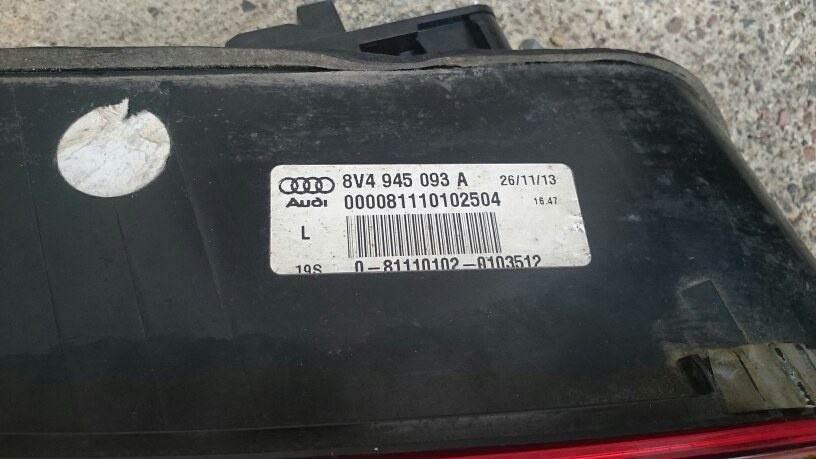 8V4 945 093 A 26/11/13
Audi 000081110102504 16.47
L
19S 0-81110102-0103512